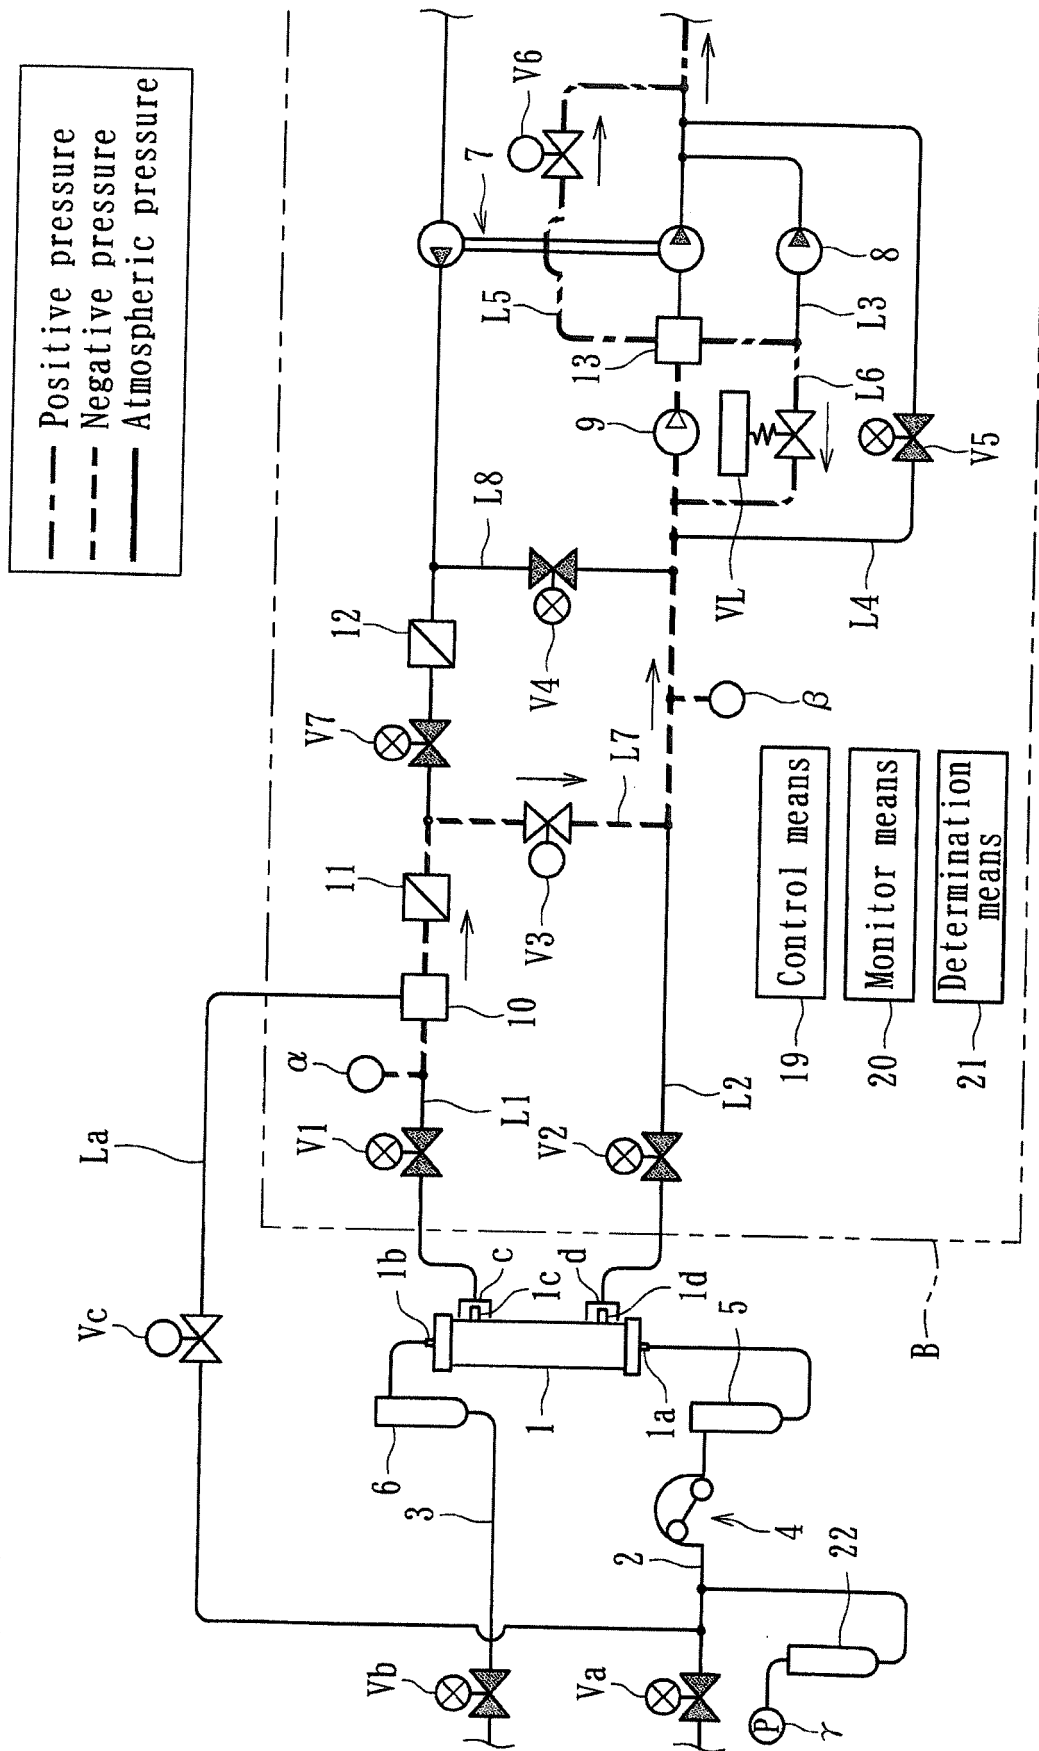 Positive pressure
Negative pressure
Atmospheric pressure
V6
7
L5
13
9
8
L3
L6
VL
V5
L4
L8
12
V4
V7
β
11
V3
L7
10
α
L1
L2
V1
V2
La
Vc
1b
c
1c
d
1d
1
1a
5
6
3
4
2
22
Vb
Va
P
γ
B
Control means
19
Monitor means
20
Determination
means
21